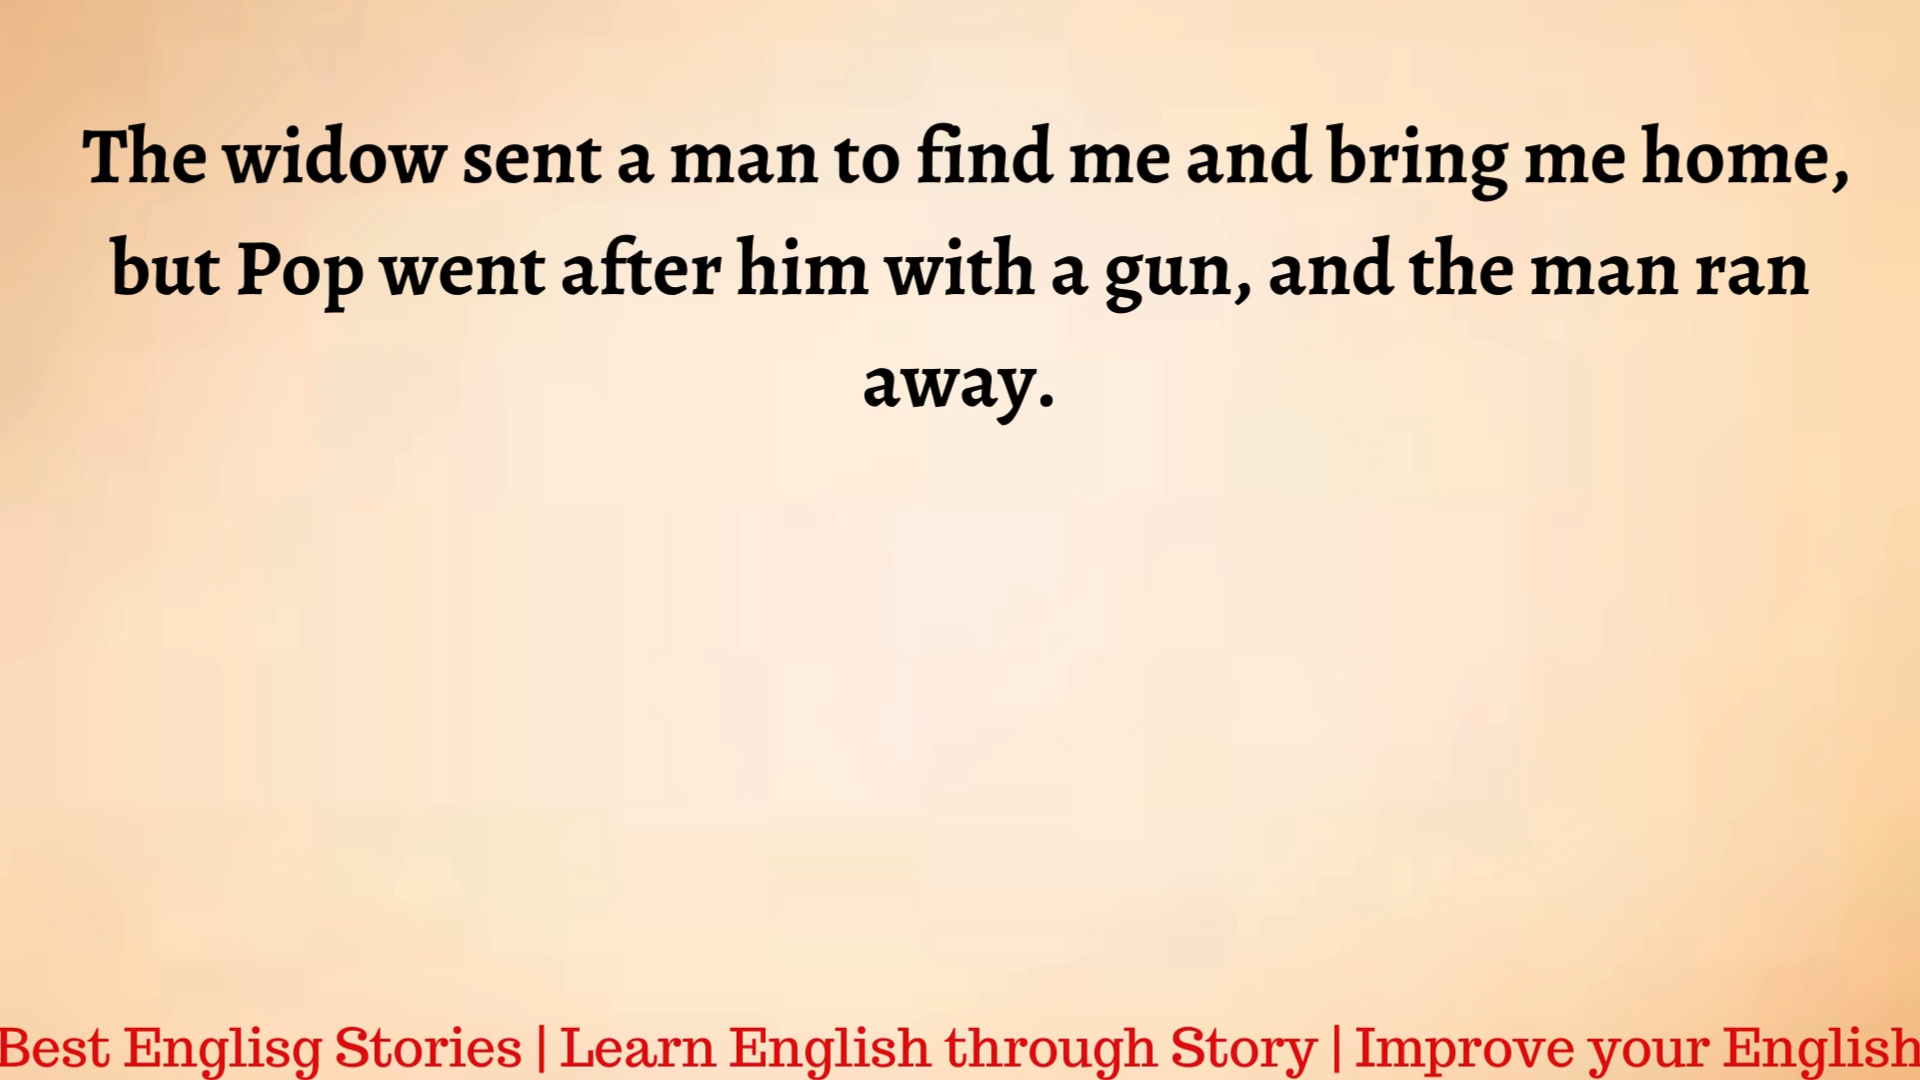 The widow sent a man to find me and bring me home,
but Pop went after him with a gun, and the man ran
away.
Best Englisg Stories | Learn English through Story | Improve your English